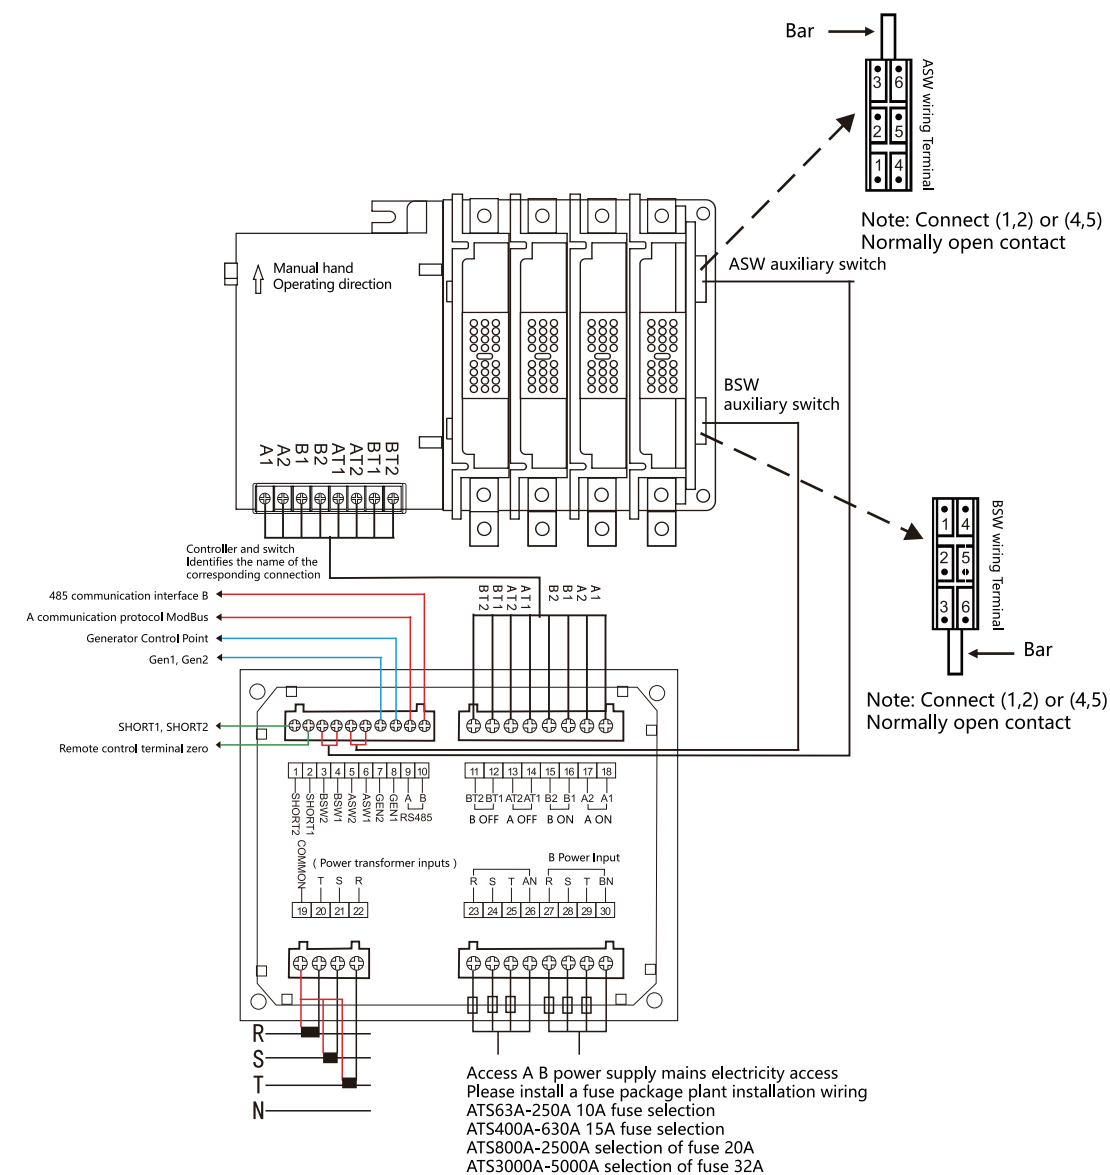 Bar
3 6
2 5
1 4
ASW wiring Terminal
Note: Connect (1,2) or (4,5)
Normally open contact
ASW auxiliary switch
Manual hand
Operating direction
BSW
auxiliary switch
A1 A2 B1 B2 AT1 AT2 BT1 BT2
1 4
2 5
3 6
BSW wiring Terminal
Bar
Note: Connect (1,2) or (4,5)
Normally open contact
Controller and switch
Identifies the name of the
corresponding connection
485 communication interface B
A communication protocol ModBus
Generator Control Point
Gen1, Gen2
SHORT1, SHORT2
Remote control terminal zero
BT2 BT1 AT2 AT1 B2 B1 A2 A1
1 2 3 4 5 6 7 8 9 10
SHORT2 SHORT1 BSW2 BSW1 ASW2 ASW1 GEN2 GEN1 A B
RS485
11 12 13 14 15 16 17 18
BT2 BT1 AT2 AT1 B2 B1 A2 A1
B OFF A OFF B ON A ON
( Power transformer inputs )
COMMON T S R
19 20 21 22
B Power Input
R S T AN R S T BN
23 24 25 26 27 28 29 30
R
S
T
N
Access A B power supply mains electricity access
Please install a fuse package plant installation wiring
ATS63A-250A 10A fuse selection
ATS400A-630A 15A fuse selection
ATS800A-2500A selection of fuse 20A
ATS3000A-5000A selection of fuse 32A